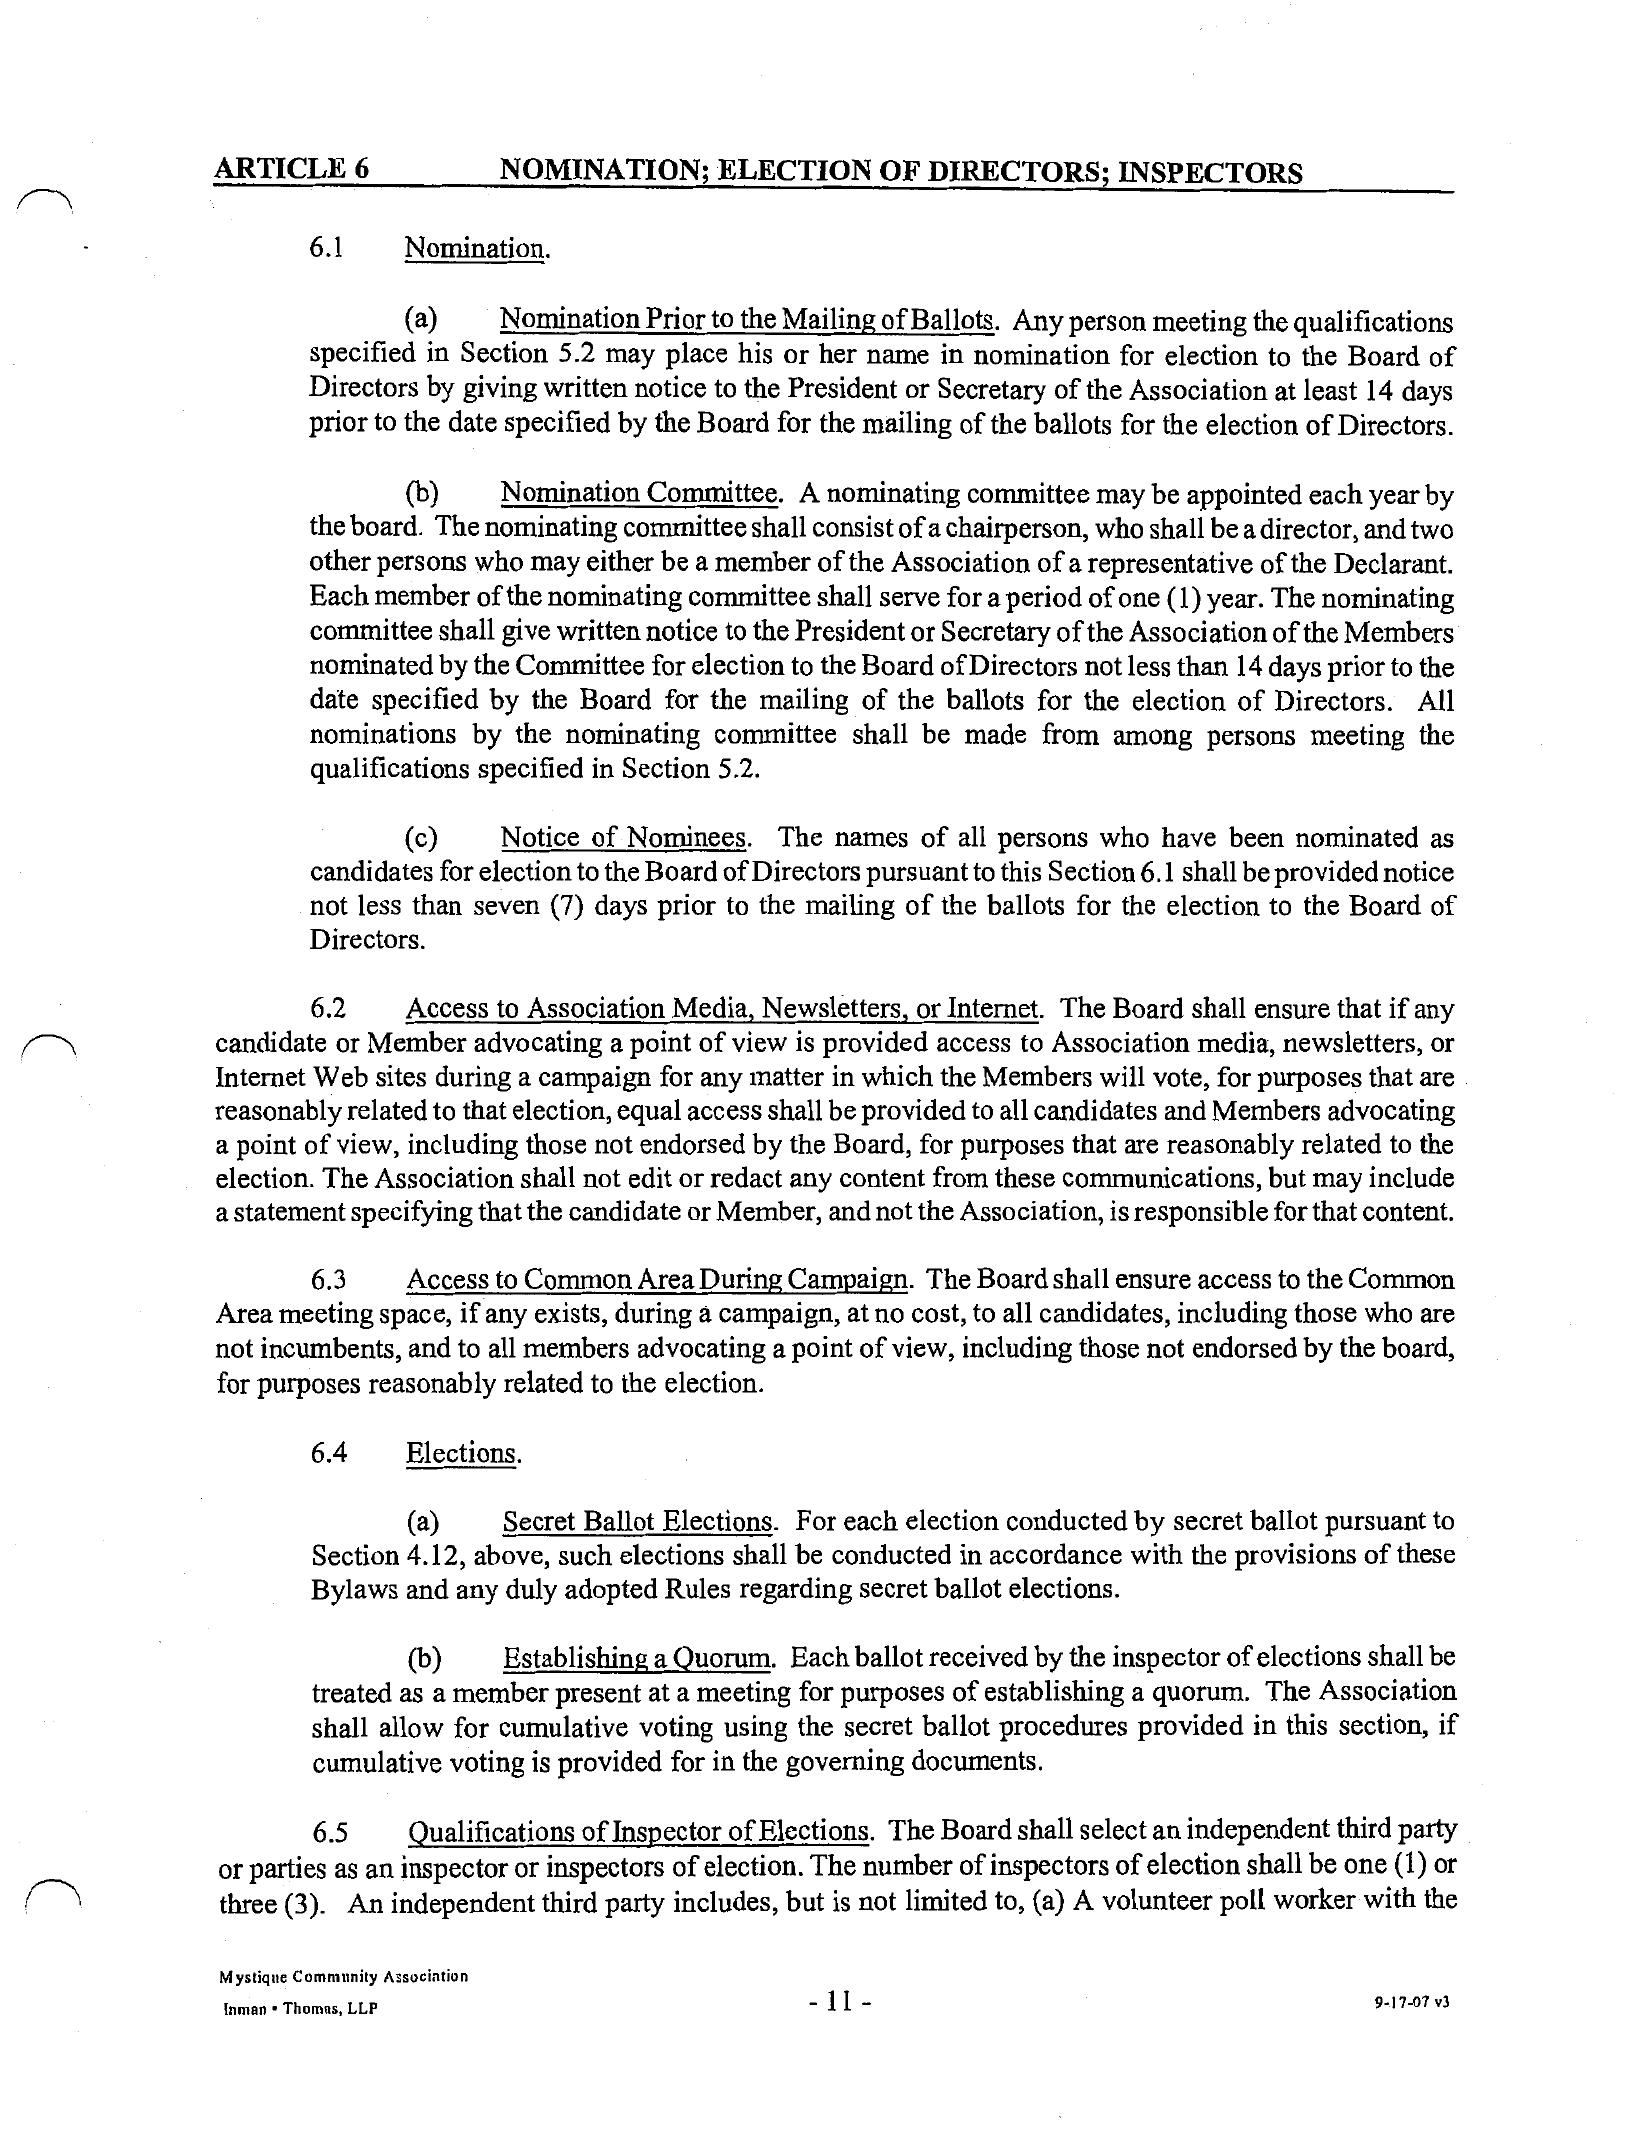 ARTICLE 6 NOMINATION; ELECTION OF DIRECTORS; INSPECTORS
6.1 Nomination.
(a) Nomination Prior to the Mailing of Ballots. Any person meeting the qualifications
specified in Section 5.2 may place his or her name in nomination for election to the Board of
Directors by giving written notice to the President or Secretary of the Association at least 14 days
prior to the date specified by the Board for the mailing of the ballots for the election of Directors.
(b) Nomination Committee. A nominating committee may be appointed each year by
the board. The nominating committee shall consist of a chairperson, who shall be a director, and two
other persons who may either be a member of the Association of a representative of the Declarant.
Each member of the nominating committee shall serve for a period of one (1) year. The nominating
committee shall give written notice to the President or Secretary of the Association of the Members
nominated by the Committee for election to the Board of Directors not less than 14 days prior to the
date specified by the Board for the mailing of the ballots for the election of Directors. All
nominations by the nominating committee shall be made from among persons meeting the
qualifications specified in Section 5.2.
(c) Notice of Nominees. The names of all persons who have been nominated as
candidates for election to the Board of Directors pursuant to this Section 6.1 shall be provided notice
not less than seven (7) days prior to the mailing of the ballots for the election to the Board of
Directors.
6.2 Access to Association Media, Newsletters, or Internet. The Board shall ensure that if any
candidate or Member advocating a point of view is provided access to Association media, newsletters, or
Internet Web sites during a campaign for any matter in which the Members will vote, for purposes that are
reasonably related to that election, equal access shall be provided to all candidates and Members advocating
a point of view, including those not endorsed by the Board, for purposes that are reasonably related to the
election. The Association shall not edit or redact any content from these communications, but may include
a statement specifying that the candidate or Member, and not the Association, is responsible for that content.
6.3 Access to Common Area During Campaign. The Board shall ensure access to the Common
Area meeting space, if any exists, during a campaign, at no cost, to all candidates, including those who are
not incumbents, and to all members advocating a point of view, including those not endorsed by the board,
for purposes reasonably related to the election.
6.4 Elections.
(a) Secret Ballot Elections. For each election conducted by secret ballot pursuant to
Section 4.12, above, such elections shall be conducted in accordance with the provisions of these
Bylaws and any duly adopted Rules regarding secret ballot elections.
(b) Establishing a Quorum. Each ballot received by the inspector of elections shall be
treated as a member present at a meeting for purposes of establishing a quorum. The Association
shall allow for cumulative voting using the secret ballot procedures provided in this section, if
cumulative voting is provided for in the governing documents.
6.5 Qualifications of Inspector of Elections. The Board shall select an independent third party
or parties as an inspector or inspectors of election. The number of inspectors of election shall be one (1) or
three (3). An independent third party includes, but is not limited to, (a) A volunteer poll worker with the
Mystique Community Association
Inman • Thomas, LLP - 11 - 9-17-07 v3